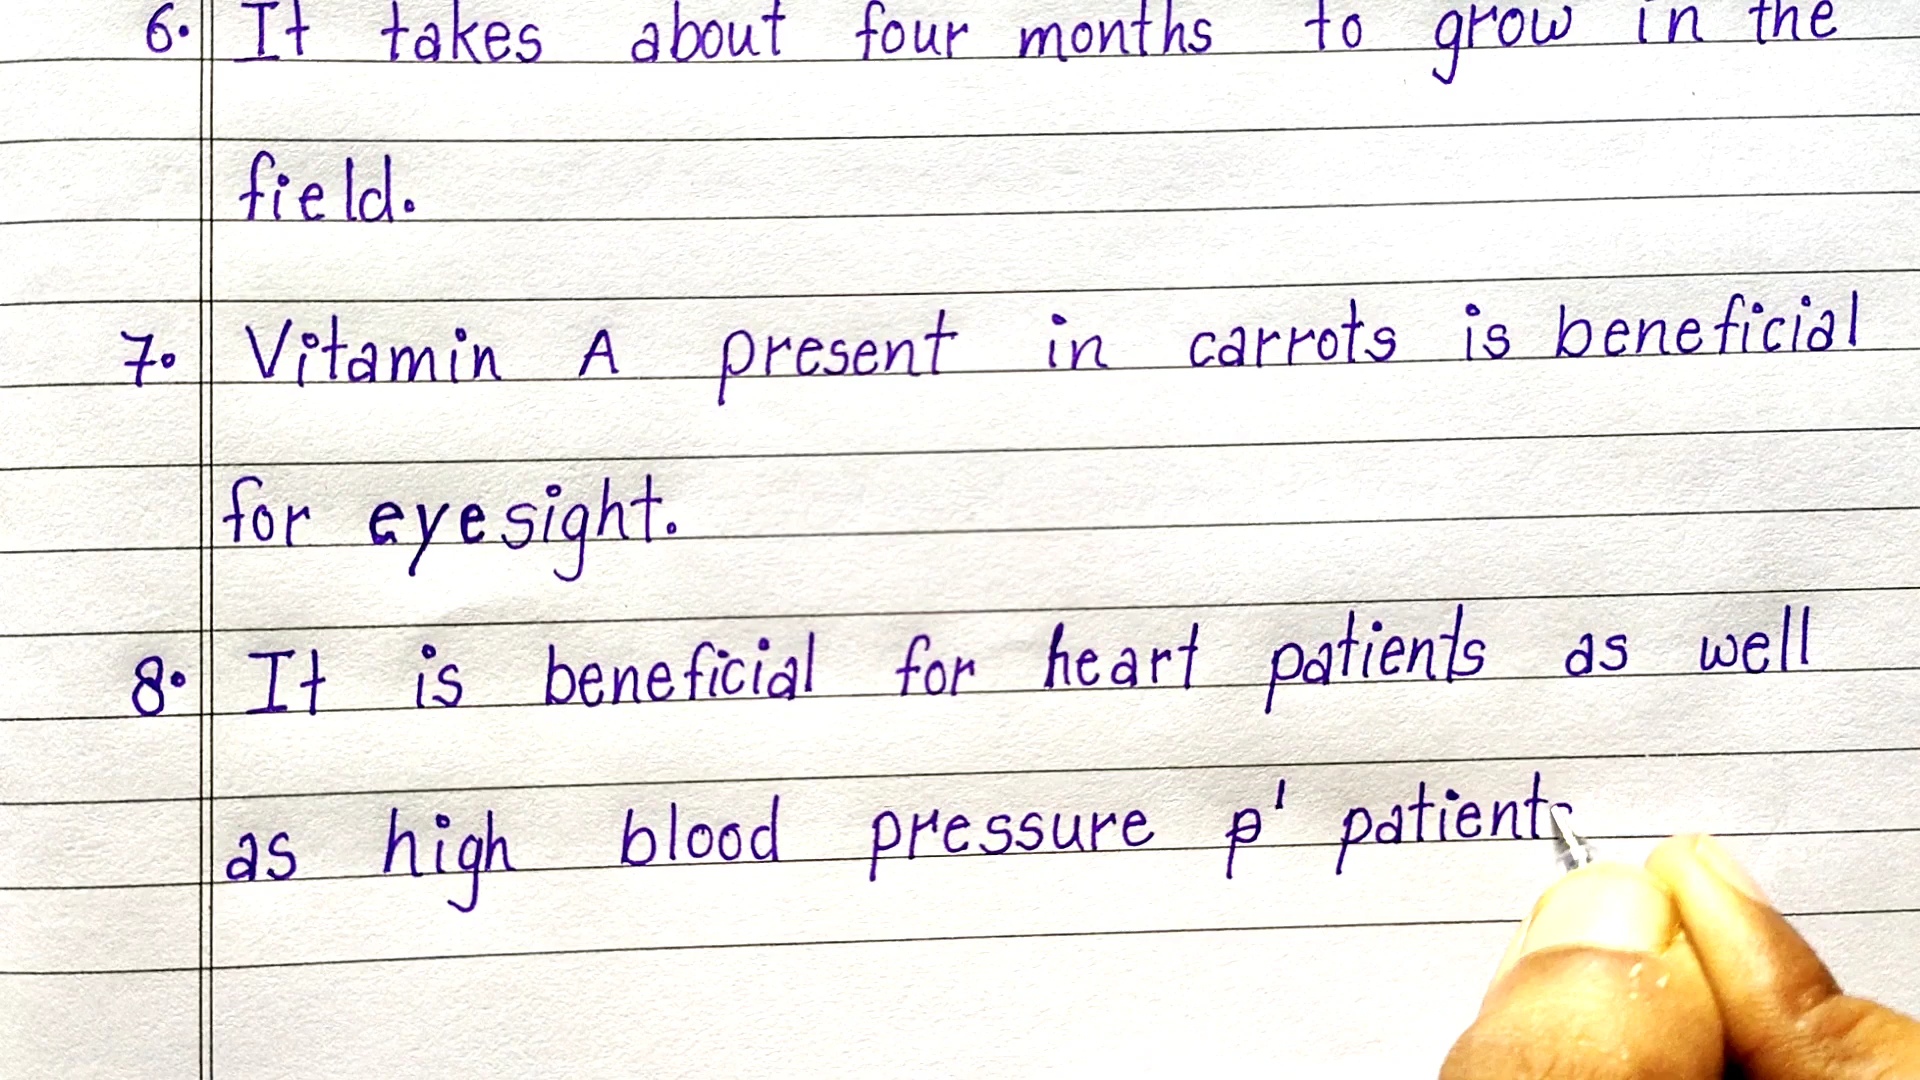 6. It takes about four months to grow in the
field.
7. Vitamin A present in carrots is beneficial
for eyesight.
8. It is beneficial for heart patients as well
as high blood pressure p' patients